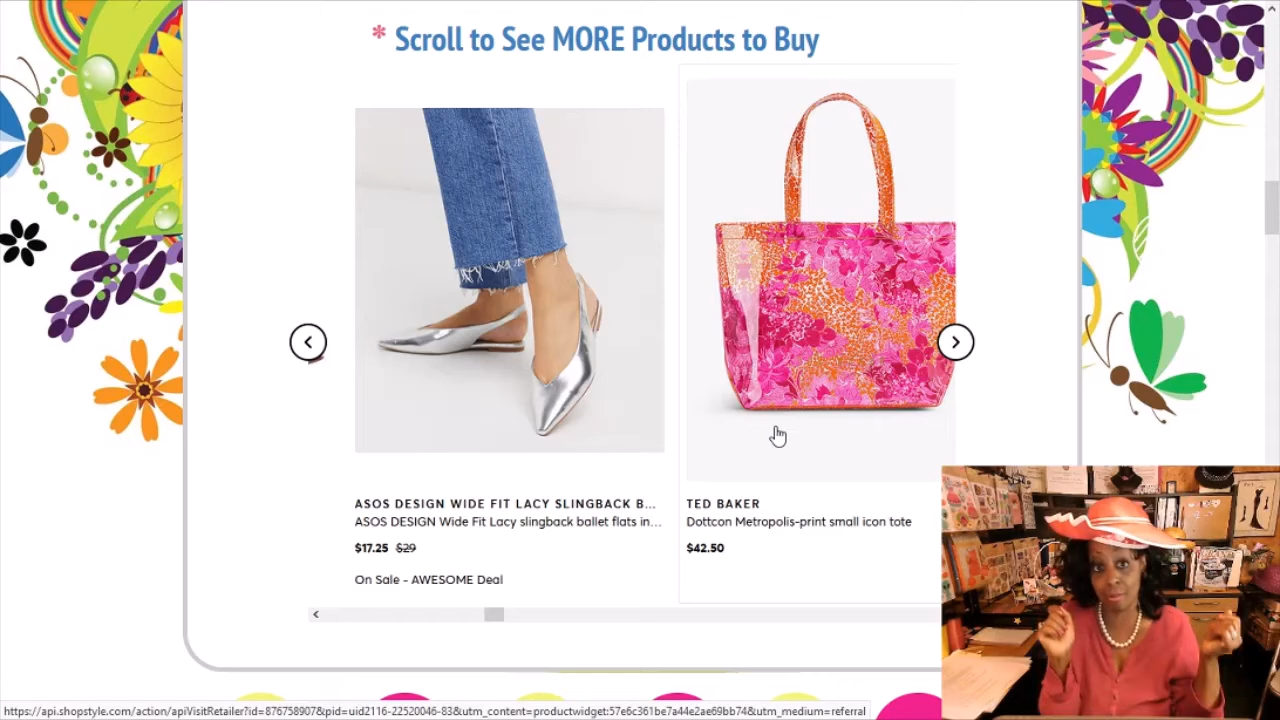 * Scroll to See MORE Products to Buy
ASOS DESIGN WIDE FIT LACY SLINGBACK B...
ASOS DESIGN Wide Fit Lacy slingback ballet flats in...
$17.25 $29
On Sale - AWESOME Deal
TED BAKER
Dottcon Metropolis-print small icon tote
$42.50
https://api.shopstyle.com/action/apiVisitRetailer?id=876758907&pid=uid2116-22520046-83&utm_content=productwidget:57e6c361be7a44e2ae69bb74&utm_medium=referral